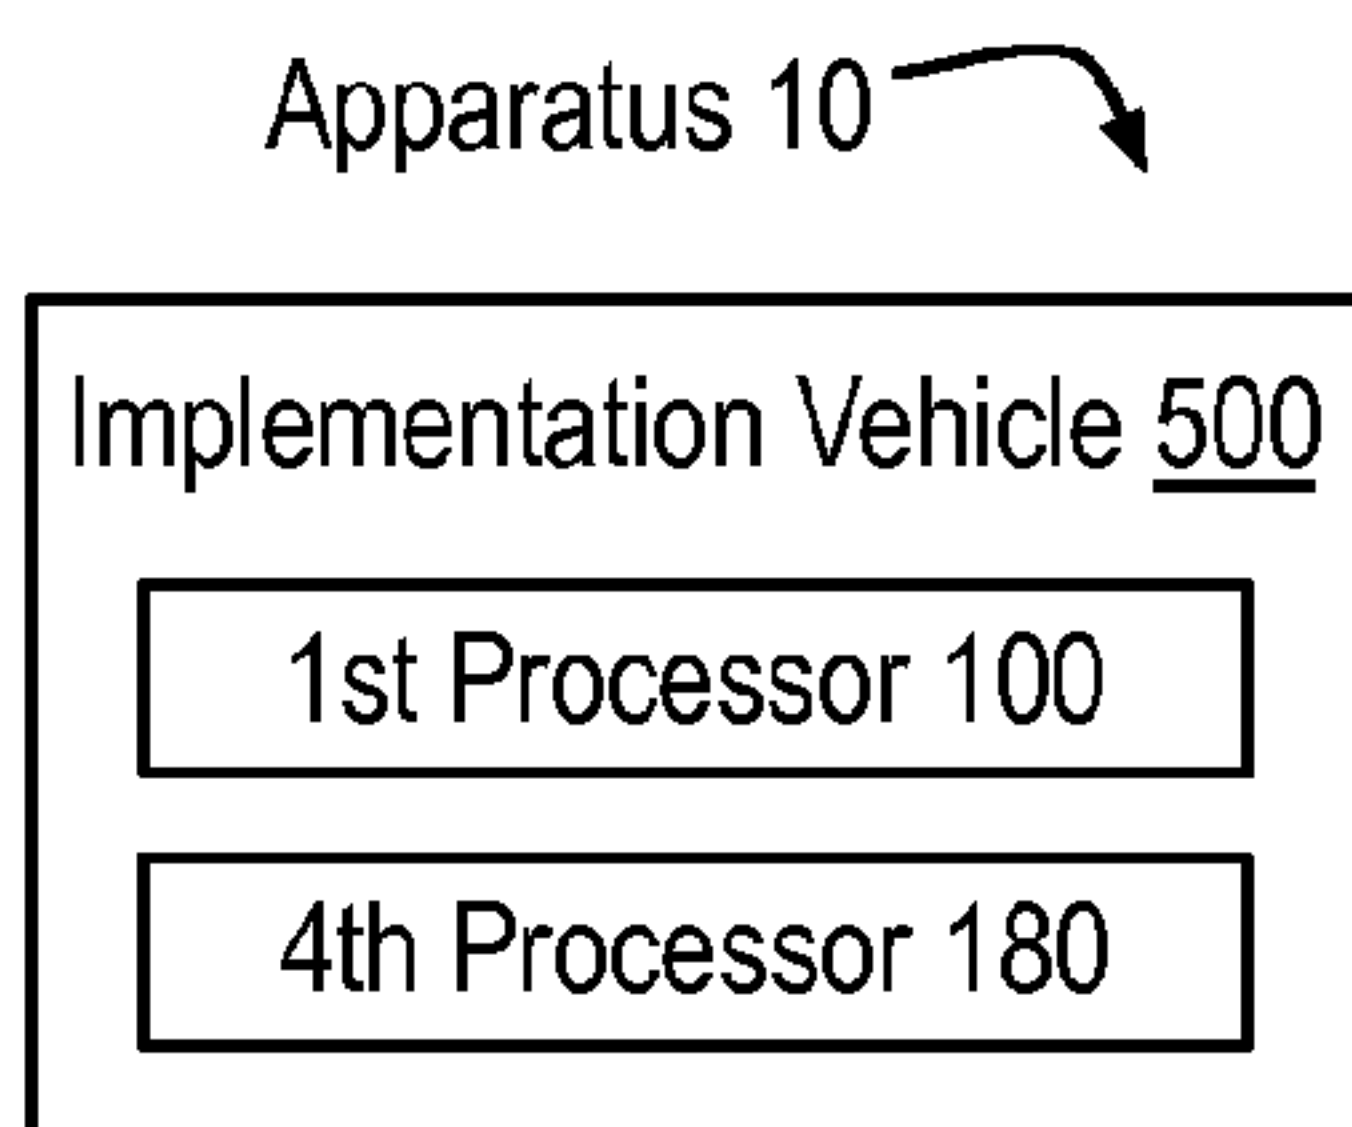 Apparatus 10
Implementation Vehicle 500
1st Processor 100
4th Processor 180